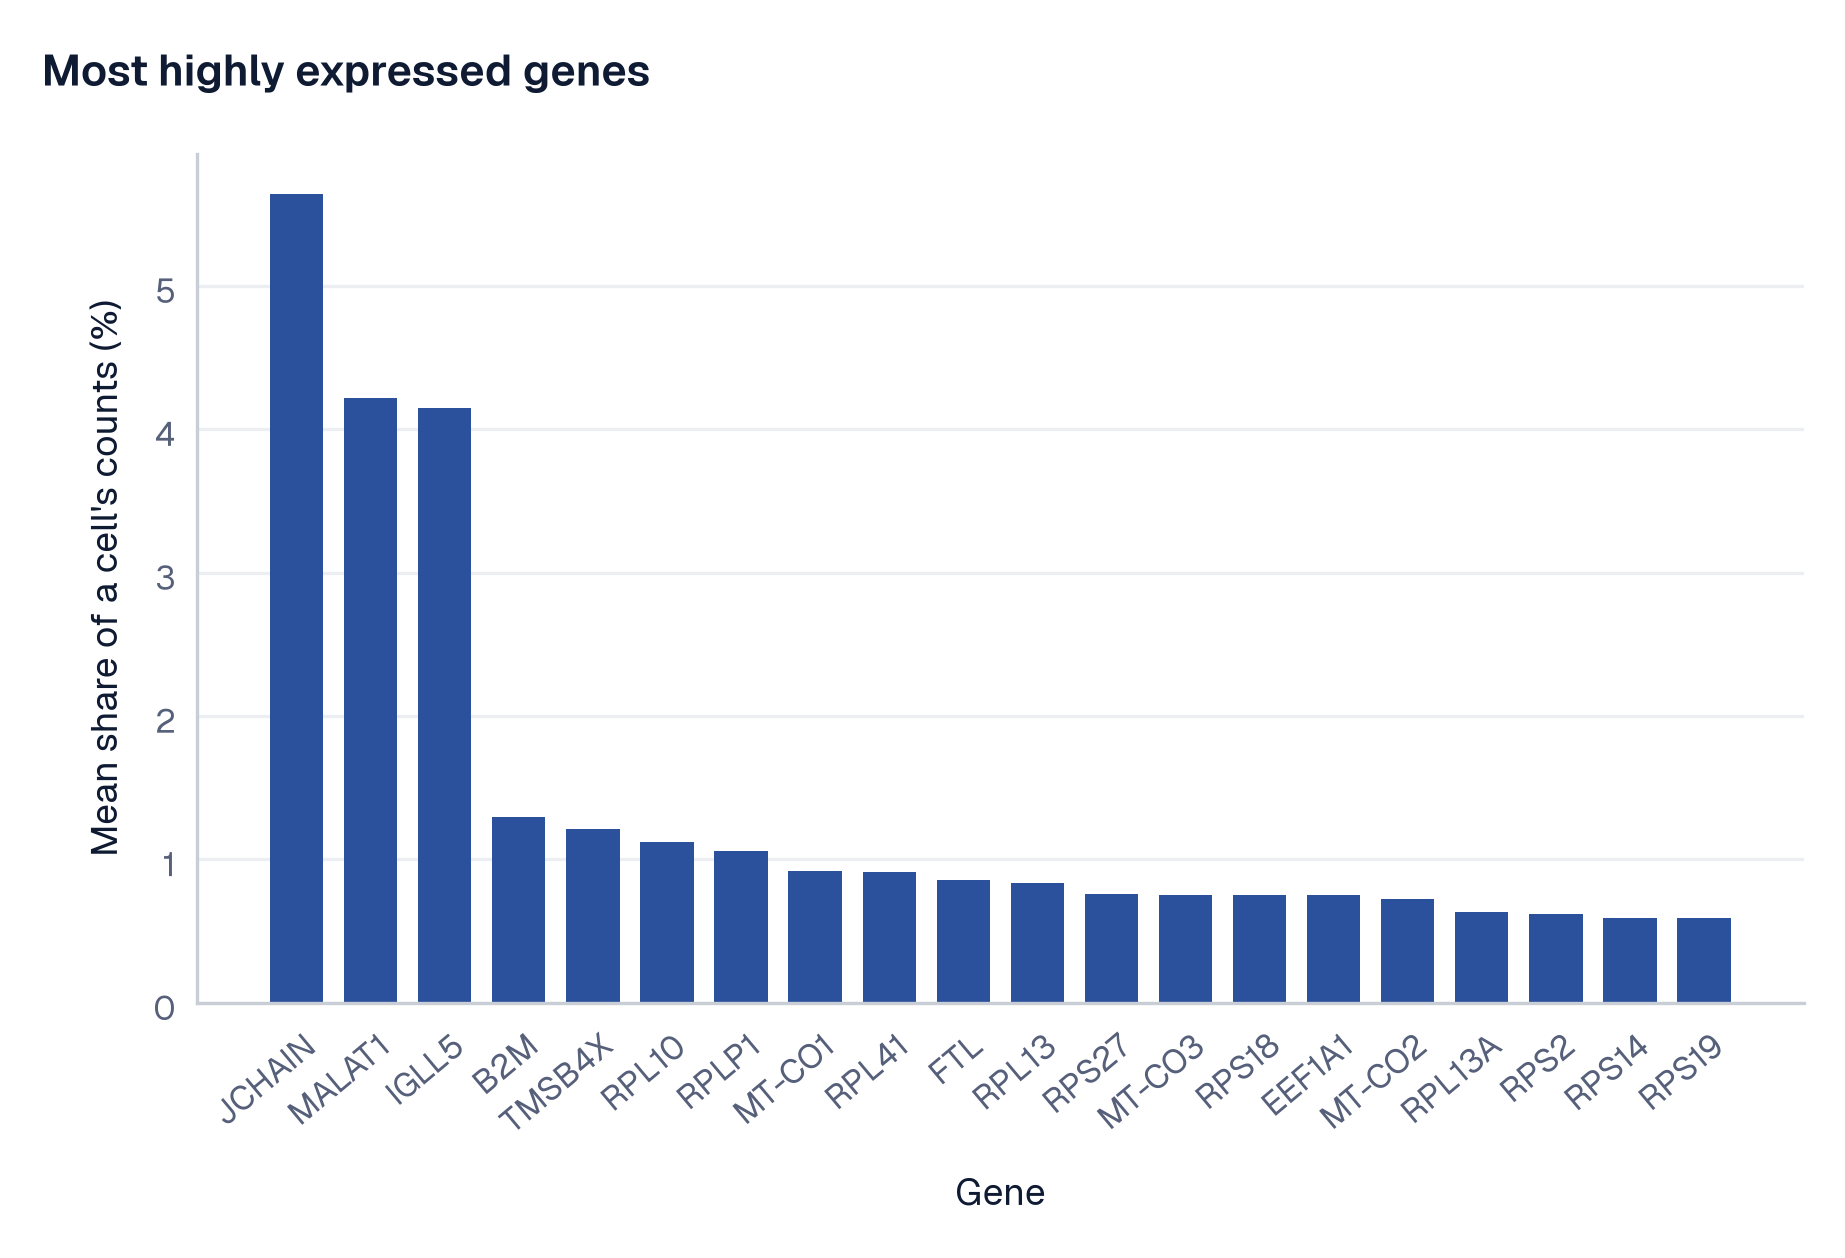 Most highly expressed genes
Mean share of a cell's counts (%)
5
4
3
2
1
0
JCHAIN
MALAT1
IGLL5
B2M
TMSB4X
RPL10
RPLP1
MT-CO1
RPL41
FTL
RPL13
RPS27
MT-CO3
RPS18
EEF1A1
MT-CO2
RPL13A
RPS2
RPS14
RPS19
Gene